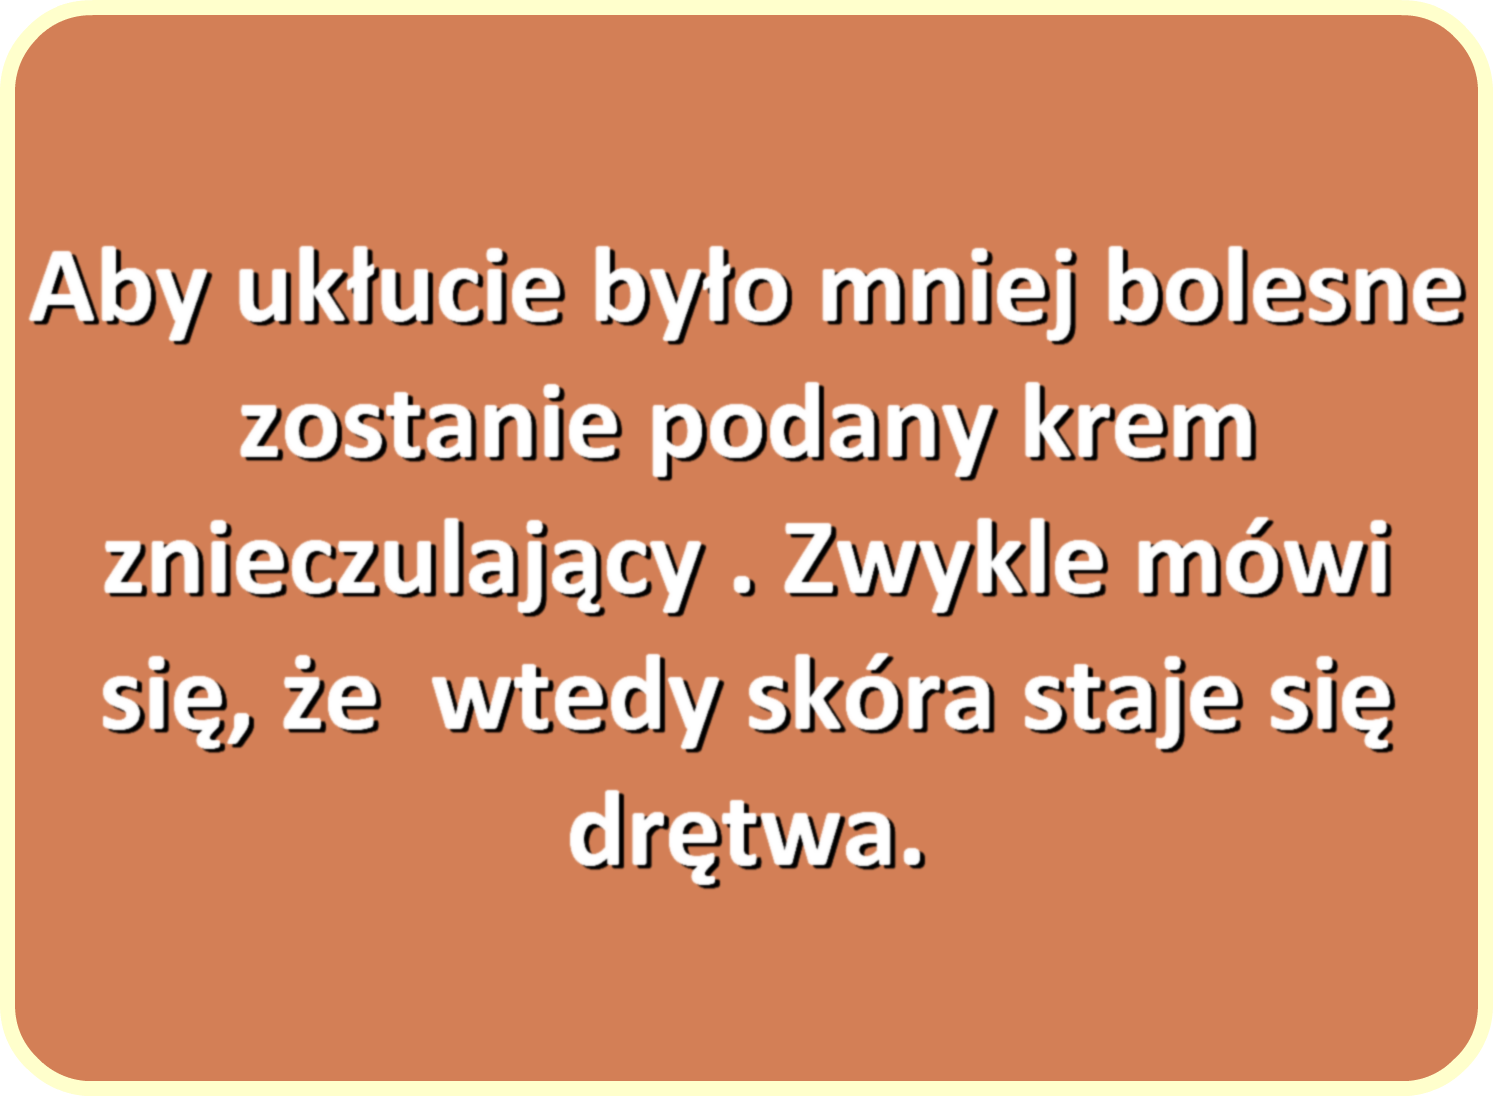 Aby ukłucie było mniej bolesne
zostanie podany krem
znieczulający . Zwykle mówi
się, że  wtedy skóra staje się
drętwa.